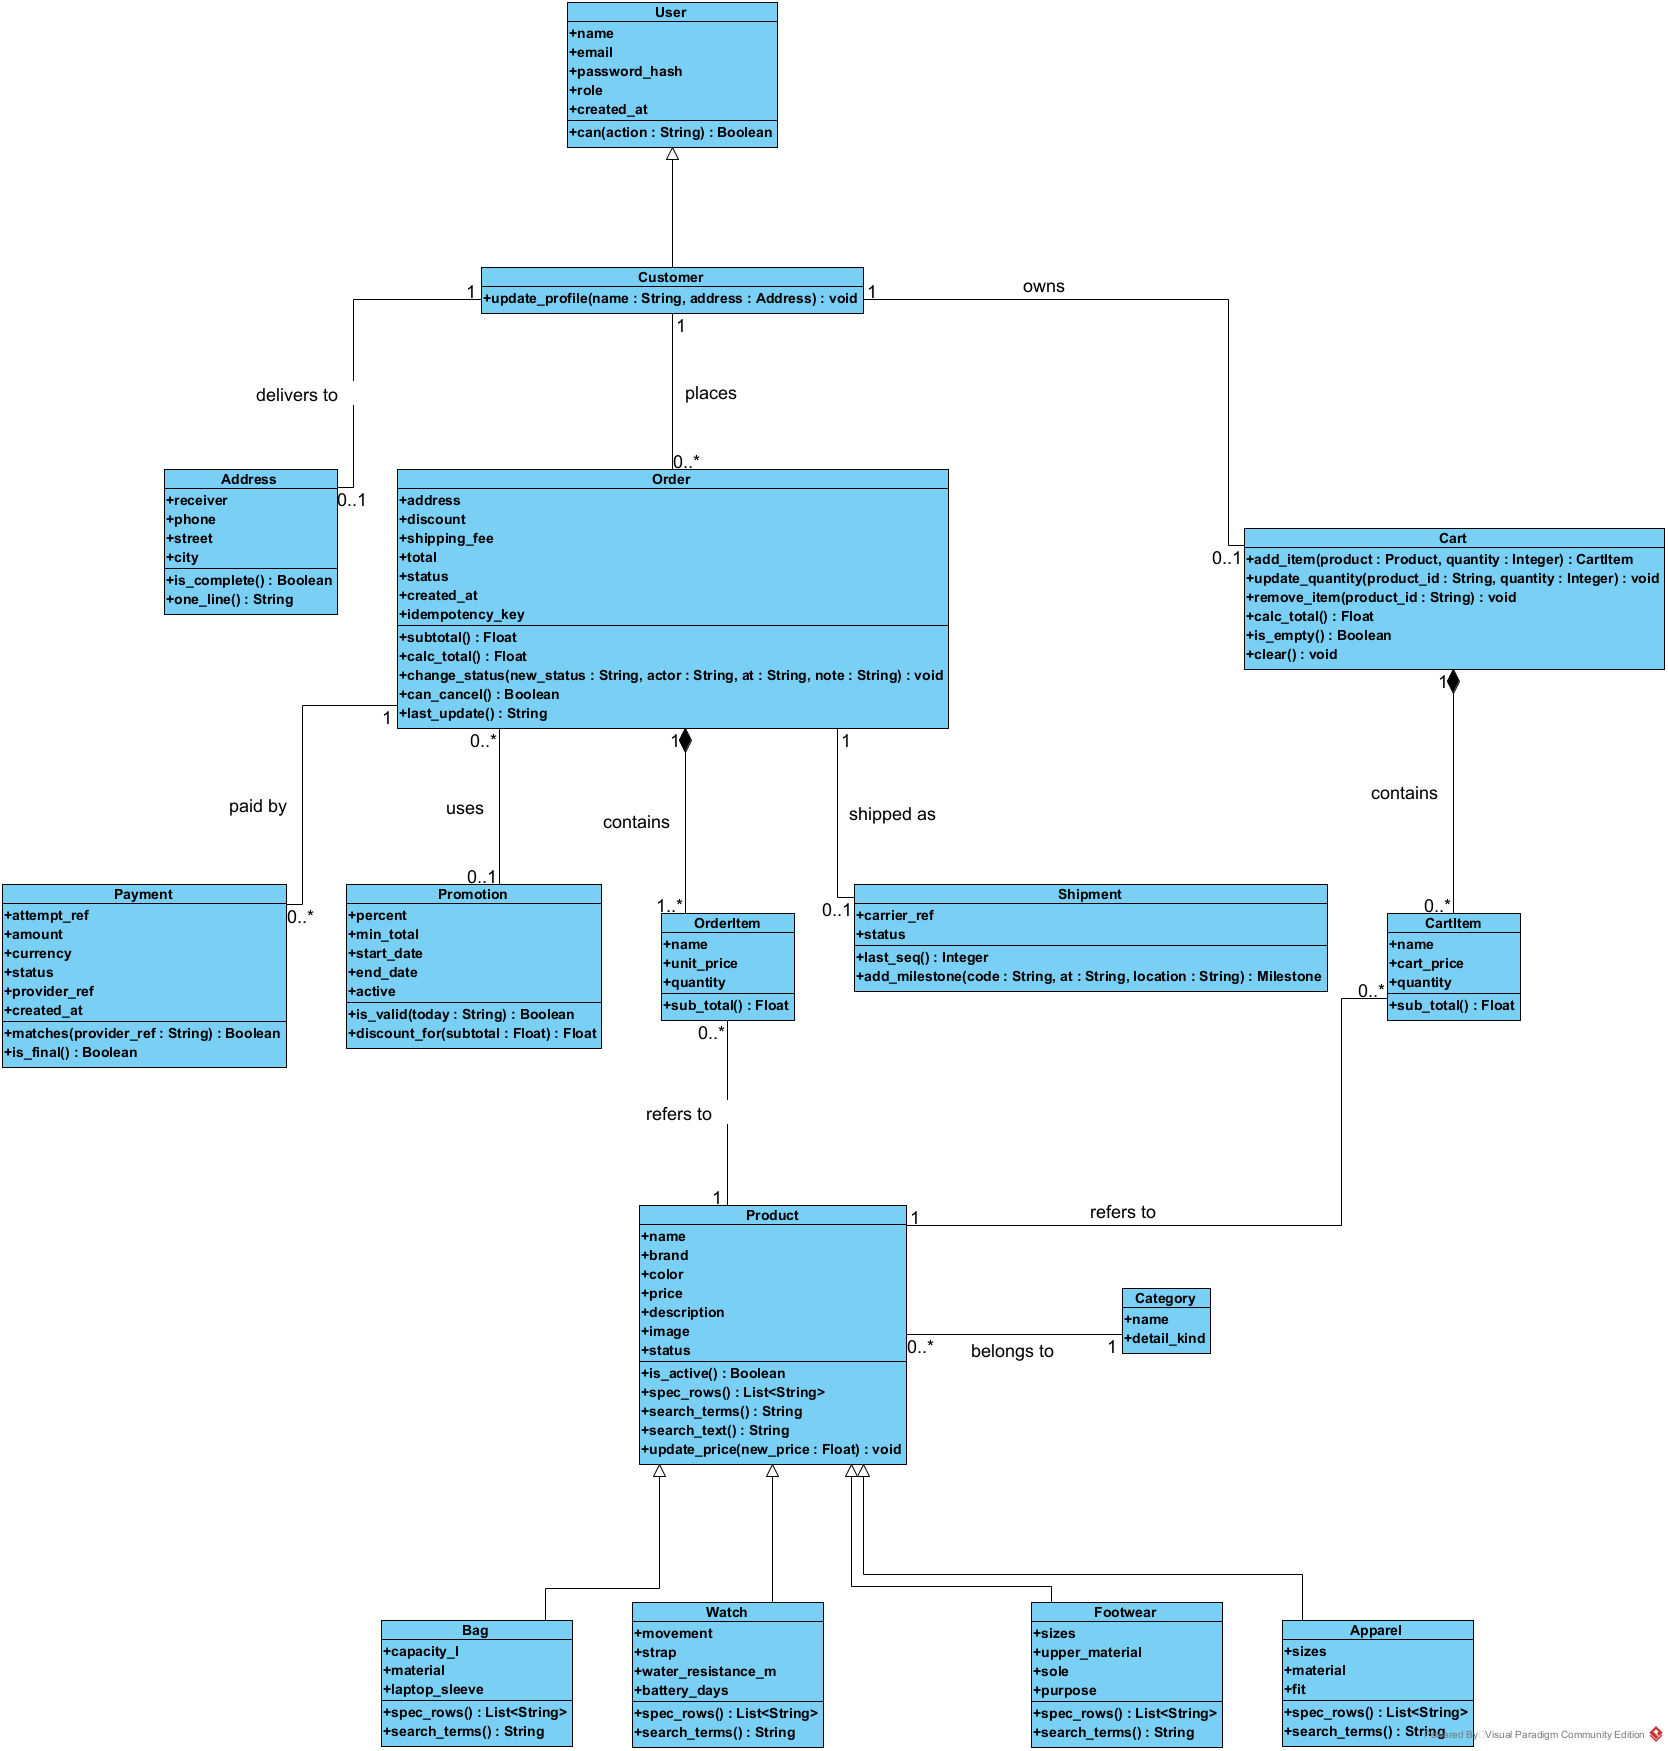 User
+name
+email
+password_hash
+role
+created_at
+can(action : String) : Boolean
Customer
+update_profile(name : String, address : Address) : void
1
1
1
owns
delivers to
places
0..1
0..*
0..1
Address
+receiver
+phone
+street
+city
+is_complete() : Boolean
+one_line() : String
Order
+address
+discount
+shipping_fee
+total
+status
+created_at
+idempotency_key
+subtotal() : Float
+calc_total() : Float
+change_status(new_status : String, actor : String, at : String, note : String) : void
+can_cancel() : Boolean
+last_update() : String
Cart
+add_item(product : Product, quantity : Integer) : CartItem
+update_quantity(product_id : String, quantity : Integer) : void
+remove_item(product_id : String) : void
+calc_total() : Float
+is_empty() : Boolean
+clear() : void
1
0..*
1
1
1
paid by
uses
contains
shipped as
contains
0..*
0..1
1..*
0..1
0..*
Payment
+attempt_ref
+amount
+currency
+status
+provider_ref
+created_at
+matches(provider_ref : String) : Boolean
+is_final() : Boolean
Promotion
+percent
+min_total
+start_date
+end_date
+active
+is_valid(today : String) : Boolean
+discount_for(subtotal : Float) : Float
OrderItem
+name
+unit_price
+quantity
+sub_total() : Float
Shipment
+carrier_ref
+status
+last_seq() : Integer
+add_milestone(code : String, at : String, location : String) : Milestone
CartItem
+name
+cart_price
+quantity
+sub_total() : Float
0..*
0..*
refers to
refers to
1
1
Product
+name
+brand
+color
+price
+description
+image
+status
+is_active() : Boolean
+spec_rows() : List<String>
+search_terms() : String
+search_text() : String
+update_price(new_price : Float) : void
0..*
belongs to
1
Category
+name
+detail_kind
Bag
+capacity_l
+material
+laptop_sleeve
+spec_rows() : List<String>
+search_terms() : String
Watch
+movement
+strap
+water_resistance_m
+battery_days
+spec_rows() : List<String>
+search_terms() : String
Footwear
+sizes
+upper_material
+sole
+purpose
+spec_rows() : List<String>
+search_terms() : String
Apparel
+sizes
+material
+fit
+spec_rows() : List<String>
+search_terms() : String
Powered By Visual Paradigm Community Edition